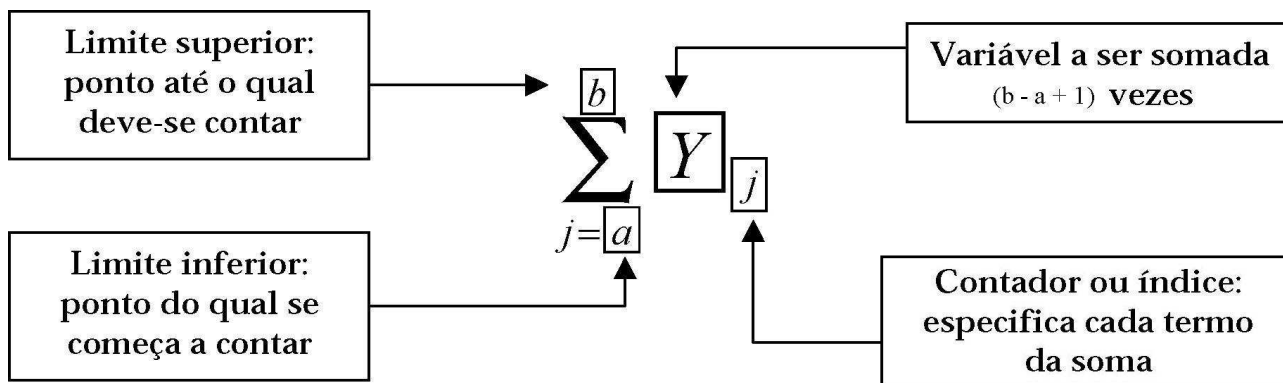 Limite superior:
ponto até o qual
deve-se contar
Variável a ser somada
(b - a + 1) vezes
b
∑ Y
j
j=a
Limite inferior:
ponto do qual se
começa a contar
Contador ou índice:
especifica cada termo
da soma